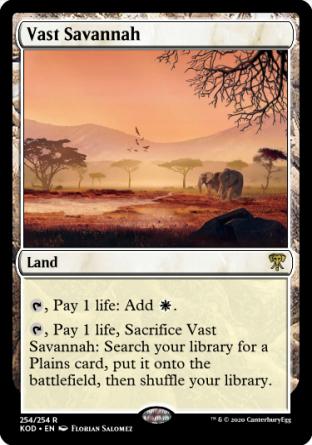 Vast Savannah
Land
, Pay 1 life: Add .
, Pay 1 life, Sacrifice Vast
Savannah: Search your library for a
Plains card, put it onto the
battlefield, then shuffle your library.
254/254 R
KOD • EN Florian Salomez
™ & © 2020 CanterburyEgg